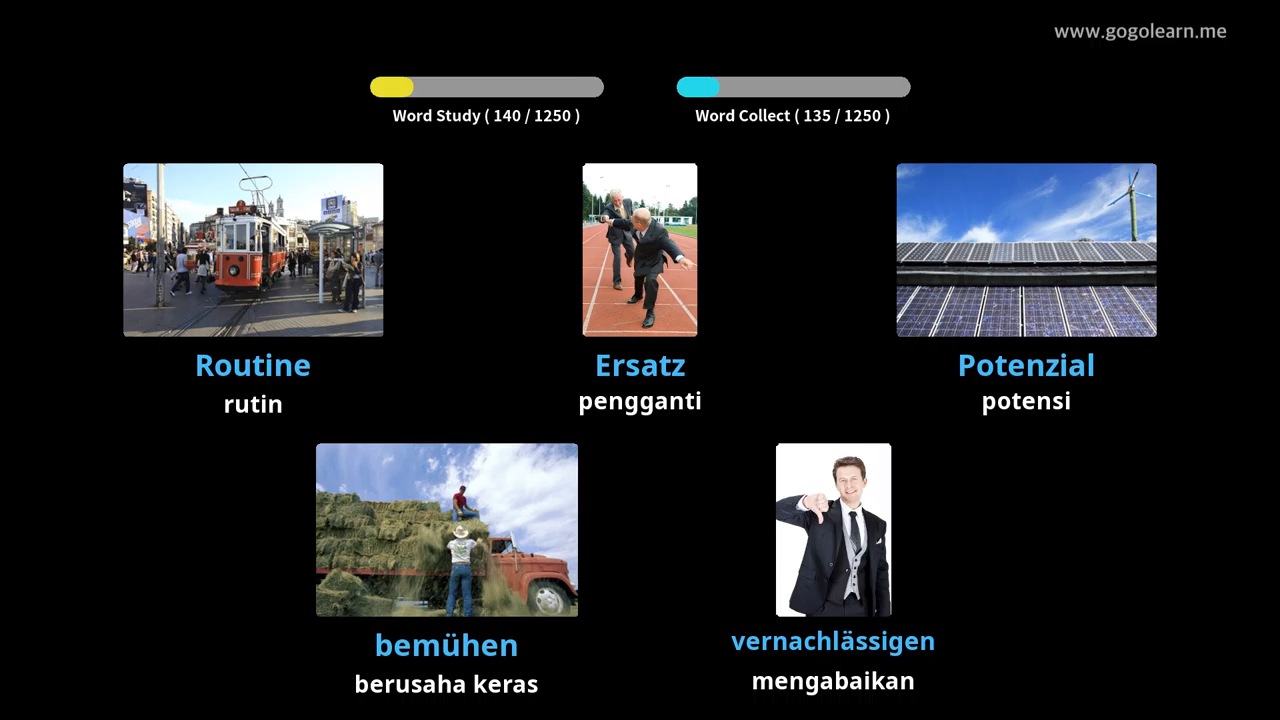 www.gogolearn.me
Word Study ( 140 / 1250 )
Word Collect ( 135 / 1250 )
Routine
rutin
Ersatz
pengganti
Potenzial
potensi
bemühen
berusaha keras
vernachlässigen
mengabaikan